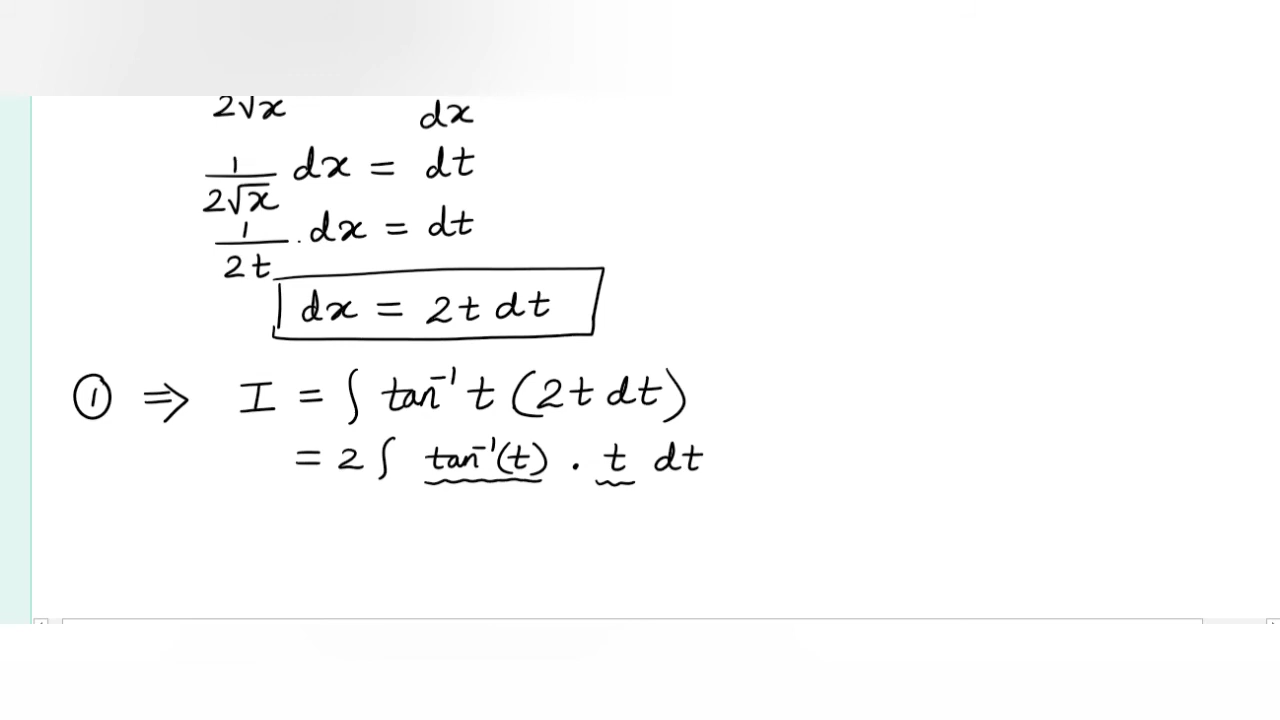 2√x dx
1/2√x dx = dt
1/2t . dx = dt
dx = 2t dt
① ⇒ I = ∫ tan⁻¹ t (2t dt)
= 2 ∫ tan⁻¹(t) . t dt